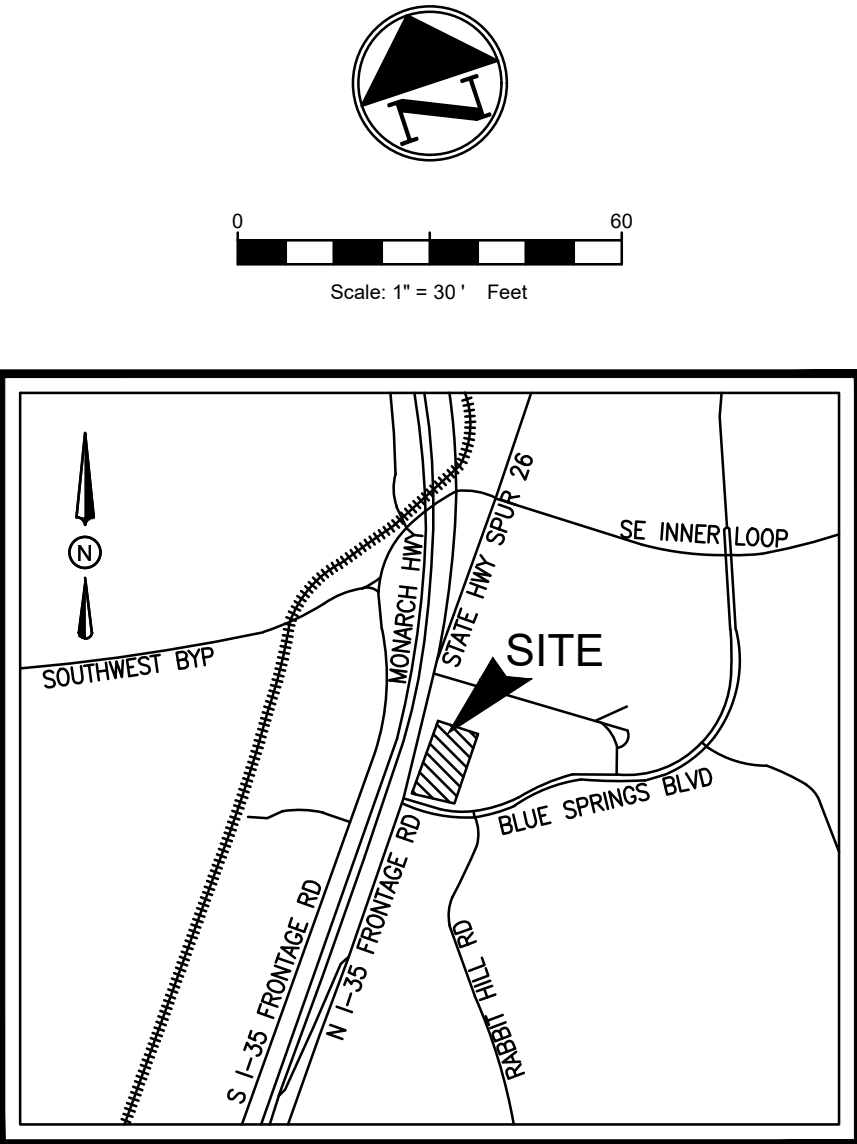 N
0 60
Scale: 1" = 30 ' Feet
STATE HWY SPUR 26
SE INNER LOOP
N
MONARCH HWY
SITE
SOUTHWEST BYP
BLUE SPRINGS BLVD
S I-35 FRONTAGE RD
N I-35 FRONTAGE RD
RABBIT HILL RD